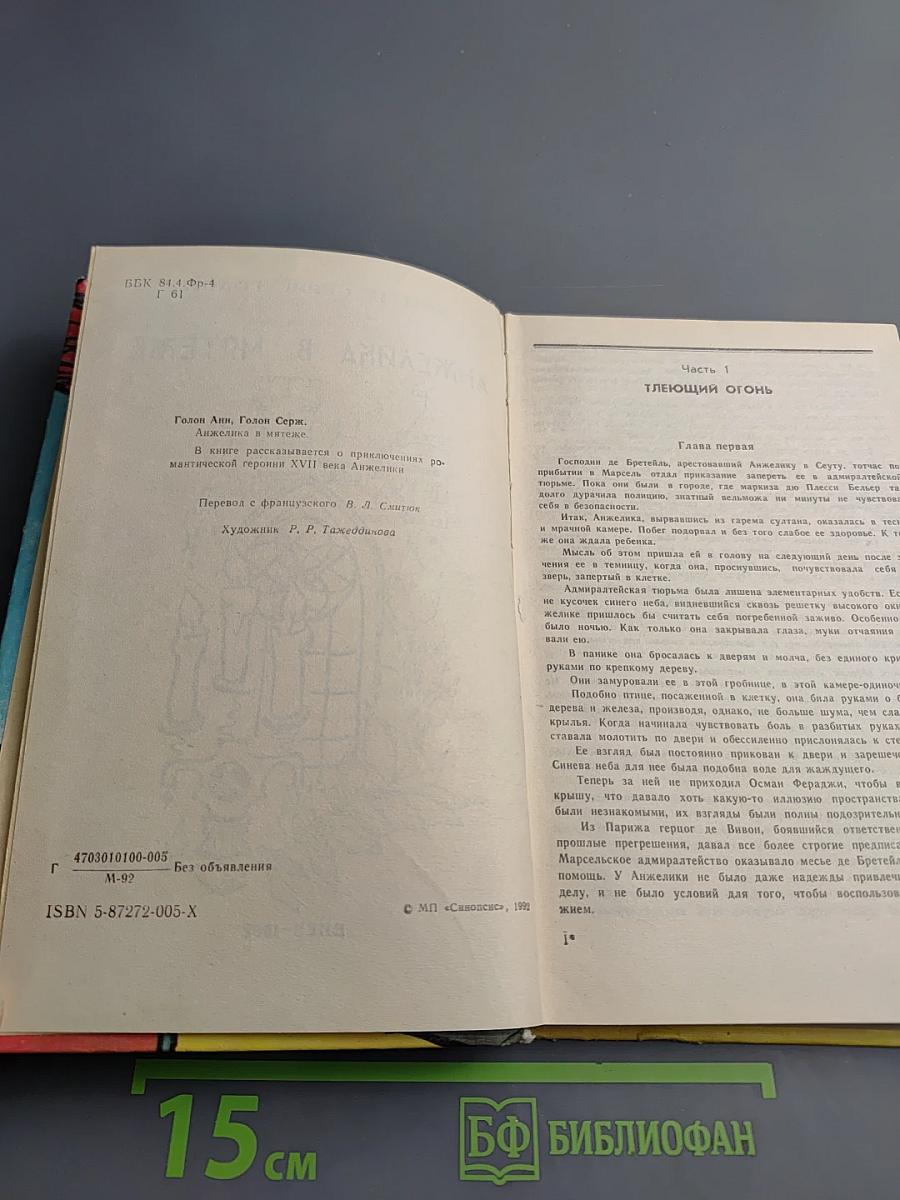 ББК 84.4.Фр-4
Г 61
Голон Анн, Голон Серж.
Анжелика в мятеже.
В книге рассказывается о приключениях ро-
мантической героини XVII века Анжелики
Перевод с французского В. Л. Смитюк
Художник Р. Р. Тажеддинова
Г 4703010100-005 Без объявления
М-92
ISBN 5-87272-005-X
© МП «Синопсис», 1992
Часть 1
ТЛЕЮЩИЙ ОГОНЬ
Глава первая
Господин де Бретейль, арестовавший Анжелику в Сеуту, тотчас по
прибытии в Марсель отдал приказание запереть ее в адмиралтейской
тюрьме. Пока они были в городе, где маркиза дю Плесси Бельер та
долго дурачила полицию, знатный вельможа ни минуты не чувствова
себя в безопасности.
Итак, Анжелика, вырвавшись из гарема султана, оказалась в тес
и мрачной камере. Побег подорвал и без того слабое ее здоровье. К т
же она ждала ребенка.
Мысль об этом пришла ей в голову на следующий день после з
чения ее в темницу, когда она, проснувшись, почувствовала себя
зверь, запертый в клетке.
Адмиралтейская тюрьма была лишена элементарных удобств. Ес
не кусочек синего неба, видневшийся сквозь решетку высокого окн
желике пришлось бы считать себя погребенной заживо. Особенно
было ночью. Как только она закрывала глаза, муки отчаяния
вали ею.
В панике она бросалась к дверям и молча, без единого кри
руками по крепкому дереву.
Они замуровали ее в этой гробнице, в этой камере-одиноч
Подобно птице, посаженной в клетку, она била руками о б
дерева и железа, производя, однако, не больше шума, чем сла
крылья. Когда начинала чувствовать боль в разбитых руках
ставала молотить по двери и обессиленно прислонялась к сте
Ее взгляд был постоянно прикован к двери и зарешече
Синева неба для нее была подобна воде для жаждущего.
Теперь за ней не приходил Осман Фераджи, чтобы в
крышу, что давало хоть какую-то иллюзию пространства
были незнакомыми, их взгляды были полны подозрительн
Из Парижа герцог де Вивон, боявшийся ответствен
прошлые прегрешения, давал все более строгие предписа
Марсельское адмиралтейство оказывало месье де Бретейл
помощь. У Анжелики не было даже надежды привлечь
делу, и не было условий для того, чтобы воспользов
жием.
1*
15 см
БФ БИБЛИОФАН